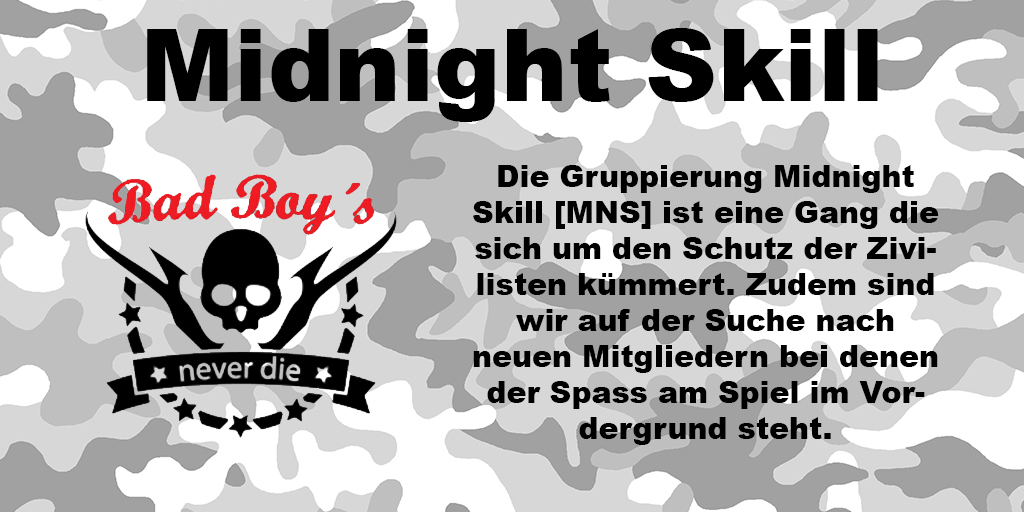 Midnight Skill
Bad Boy´s
never die
Die Gruppierung Midnight
Skill [MNS] ist eine Gang die
sich um den Schutz der Zivi-
listen kümmert. Zudem sind
wir auf der Suche nach
neuen Mitgliedern bei denen
der Spass am Spiel im Vor-
dergrund steht.